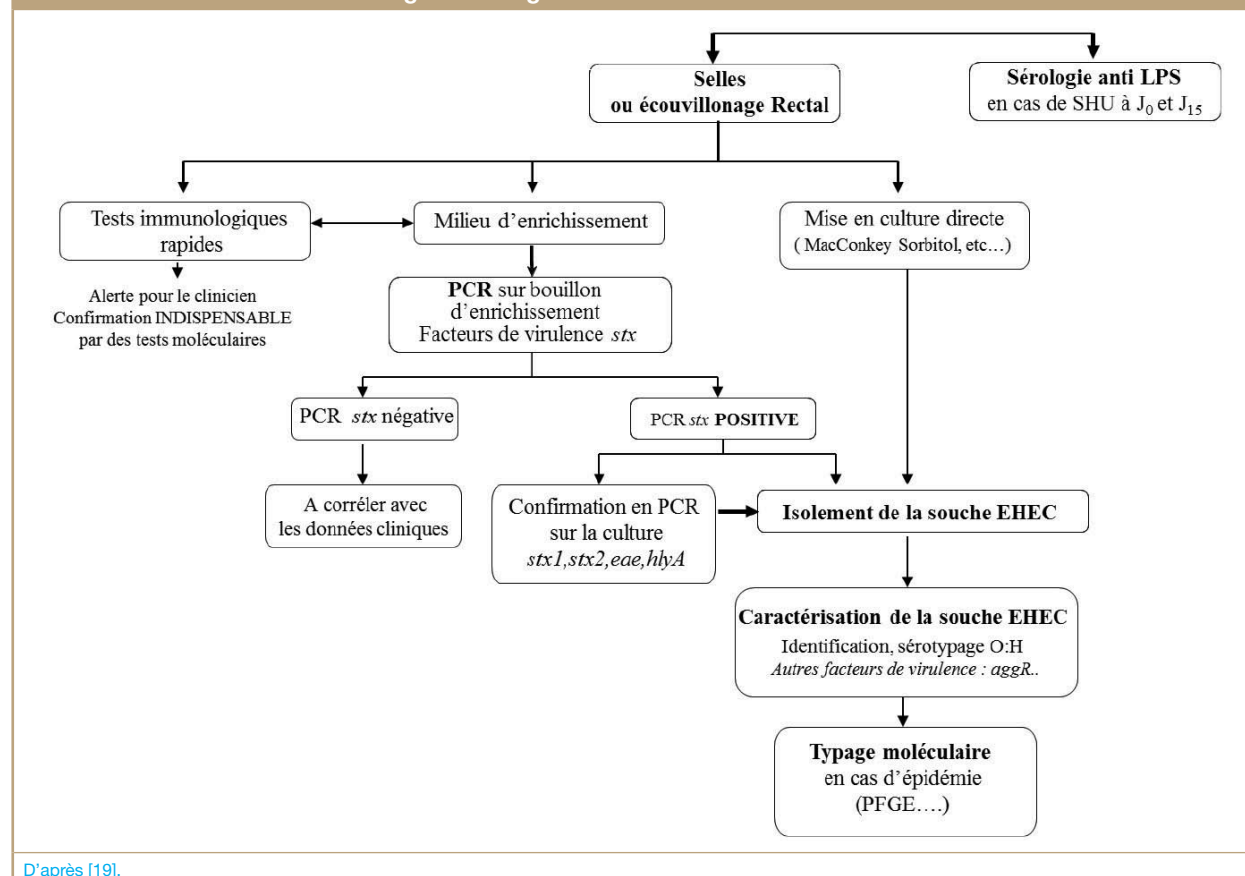 Selles
ou écouvillonage Rectal
Sérologie anti LPS
en cas de SHU à J0 et J15
Tests immunologiques
rapides
Milieu d'enrichissement
Mise en culture directe
( MacConkey Sorbitol, etc…)
Alerte pour le clinicien
Confirmation INDISPENSABLE
par des tests moléculaires
PCR sur bouillon
d'enrichissement
Facteurs de virulence stx
PCR stx négative
PCR stx POSITIVE
A corréler avec
les données cliniques
Confirmation en PCR
sur la culture
stx1,stx2,eae,hlyA
Isolement de la souche EHEC
Caractérisation de la souche EHEC
Identification, sérotypage O:H
Autres facteurs de virulence : aggR..
Typage moléculaire
en cas d'épidémie
(PFGE….)
D'après [19].